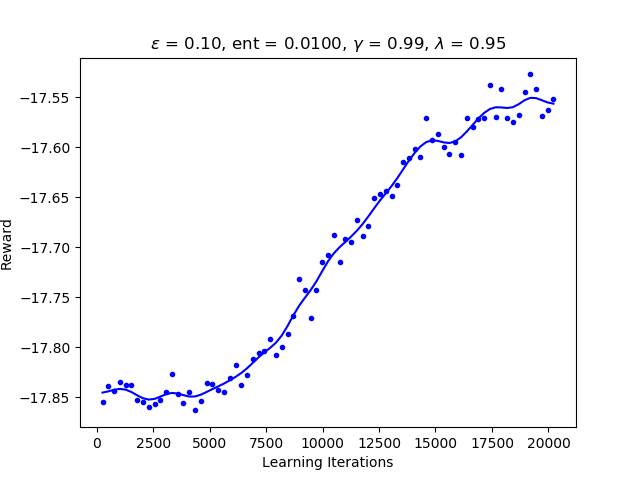 ε = 0.10, ent = 0.0100, γ = 0.99, λ = 0.95
Reward
−17.55
−17.60
−17.65
−17.70
−17.75
−17.80
−17.85
0 2500 5000 7500 10000 12500 15000 17500 20000
Learning Iterations